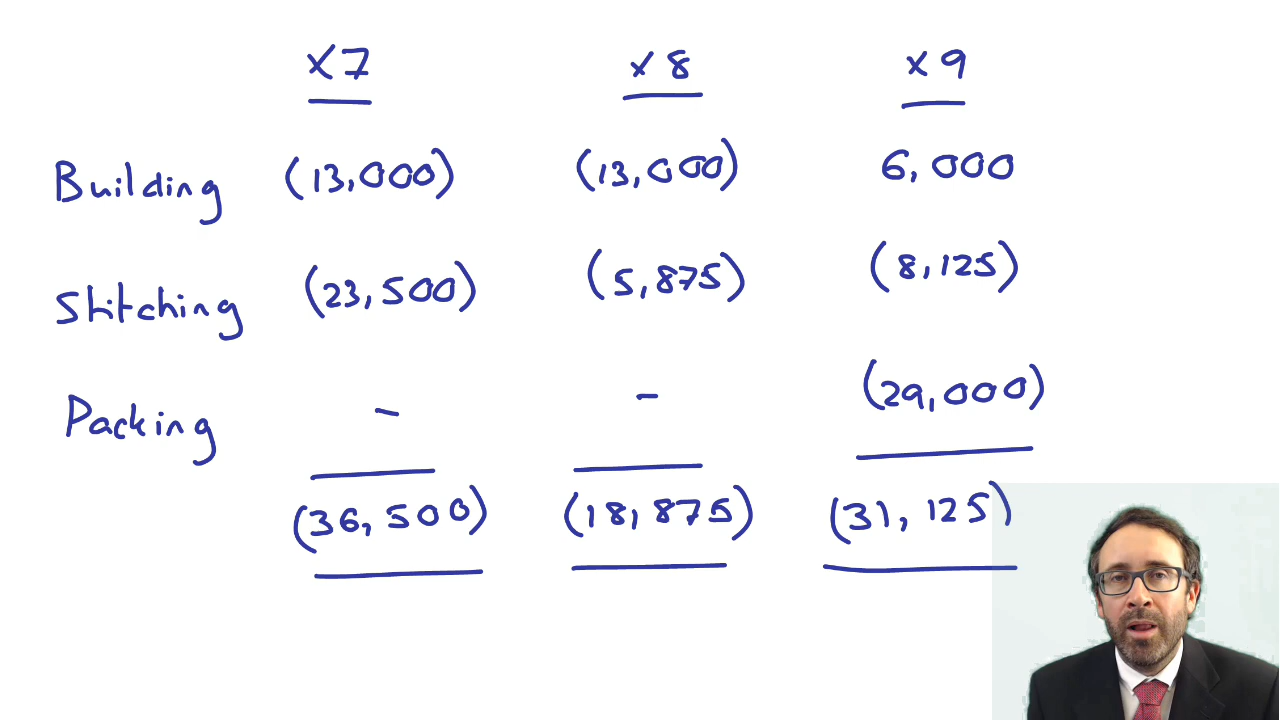 x7 x8 x9
Building (13,000) (13,000) 6,000
Stitching (23,500) (5,875) (8,125)
Packing - - (29,000)
(36,500) (18,875) (31,125)